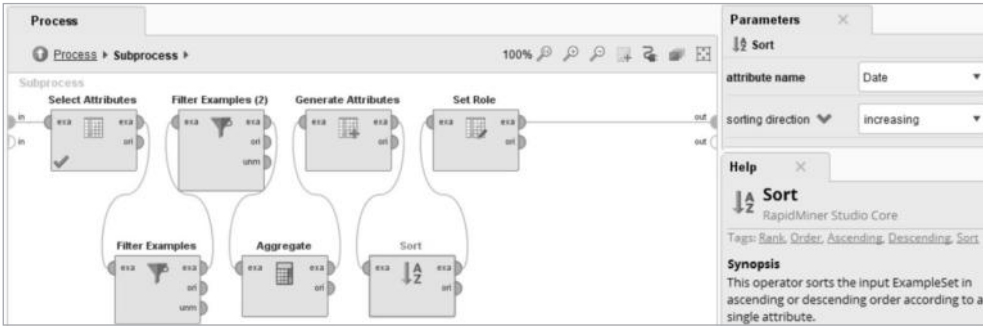 Process
Process ▸ Subprocess ▸
100%
Subprocess
Select Attributes
Filter Examples (2)
Generate Attributes
Set Role
in
exa
exa
exa
exa
exa
exa
exa
exa
out
in
ori
ori
ori
ori
out
unm
Filter Examples
Aggregate
Sort
exa
exa
exa
exa
exa
exa
ori
ori
ori
unm
Parameters
Sort
attribute name
Date
sorting direction
increasing
Help
Sort
RapidMiner Studio Core
Tags: Rank, Order, Ascending, Descending, Sort
Synopsis
This operator sorts the input ExampleSet in
ascending or descending order according to a
single attribute.